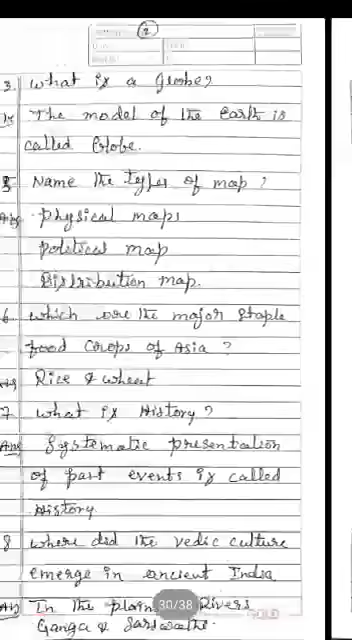 2
3. What is a Globe?
The model of the Earth is
called Globe.
5 Name the types of map?
Ans Physical maps
political map
Distribution map.
6 which are the major staple
food crops of Asia?
Ans Rice & wheat
7 What is History?
Ans Systematic presentation
of past events is called
History
8 where did the vedic culture
emerge in ancient India
Ans In the plain Rivers
30/38
Ganga & Saraswathi.